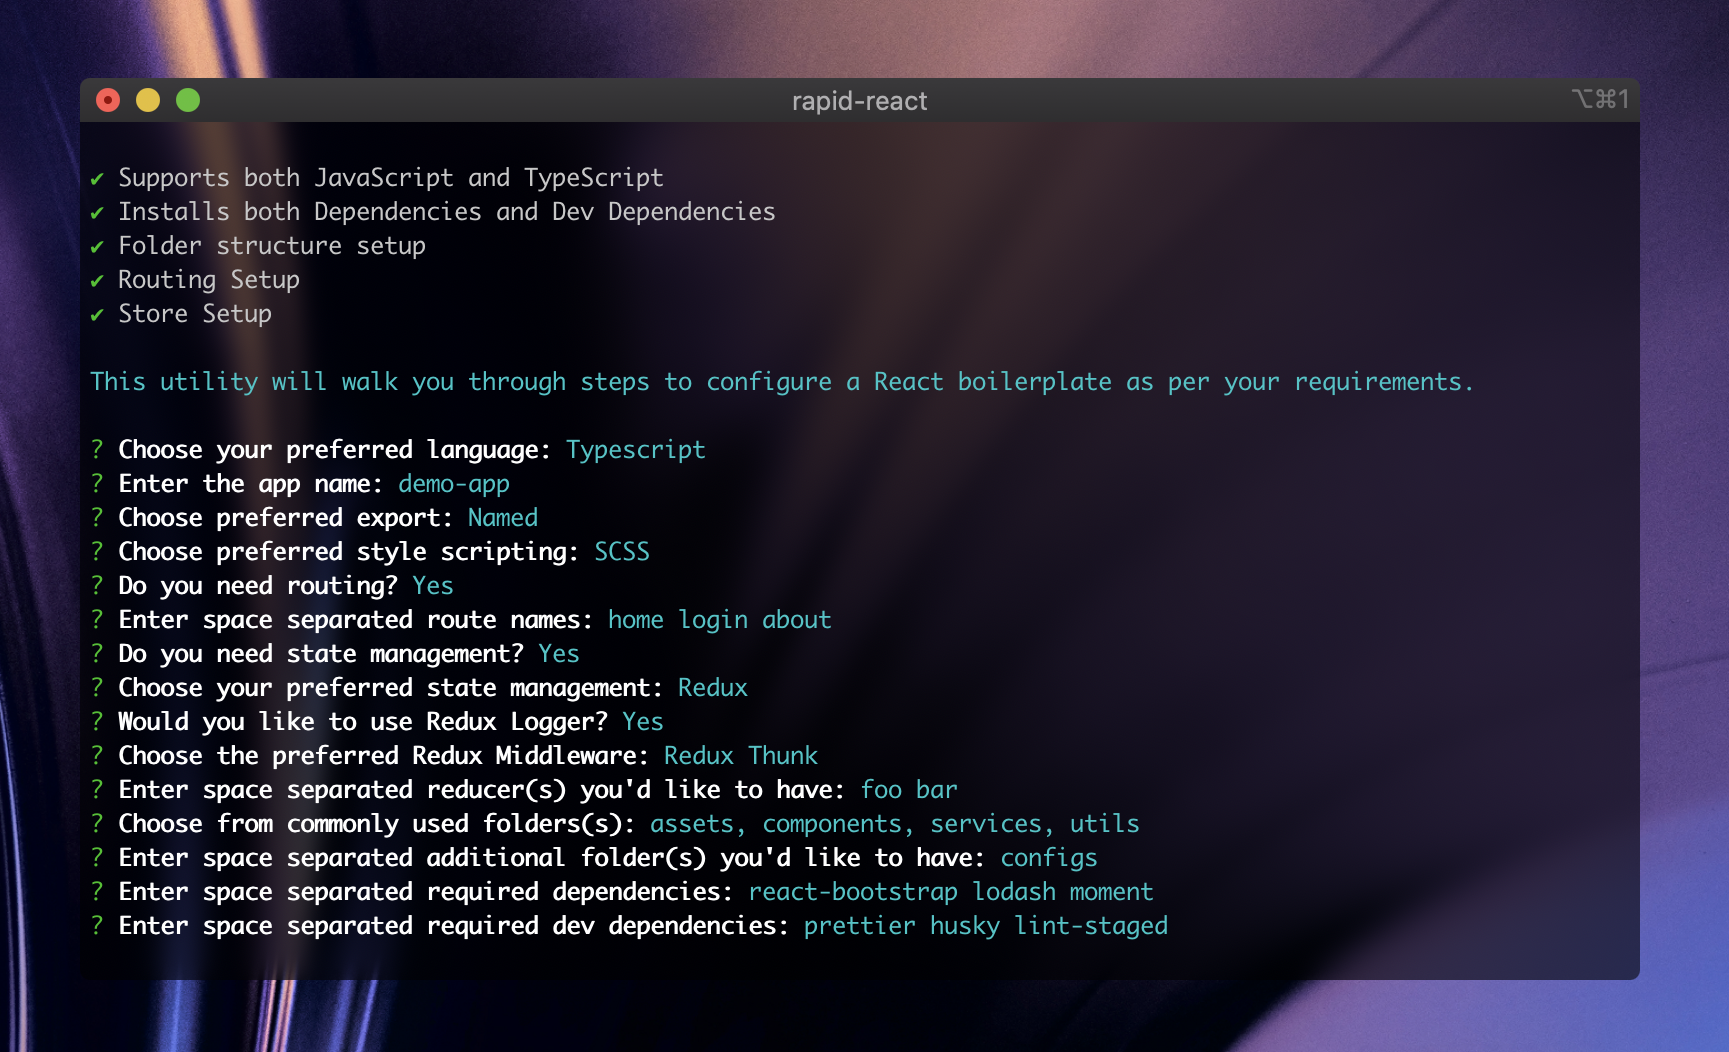 rapid-react
⌥⌘1
✔ Supports both JavaScript and TypeScript
✔ Installs both Dependencies and Dev Dependencies
✔ Folder structure setup
✔ Routing Setup
✔ Store Setup
This utility will walk you through steps to configure a React boilerplate as per your requirements.
? Choose your preferred language: Typescript
? Enter the app name: demo-app
? Choose preferred export: Named
? Choose preferred style scripting: SCSS
? Do you need routing? Yes
? Enter space separated route names: home login about
? Do you need state management? Yes
? Choose your preferred state management: Redux
? Would you like to use Redux Logger? Yes
? Choose the preferred Redux Middleware: Redux Thunk
? Enter space separated reducer(s) you'd like to have: foo bar
? Choose from commonly used folders(s): assets, components, services, utils
? Enter space separated additional folder(s) you'd like to have: configs
? Enter space separated required dependencies: react-bootstrap lodash moment
? Enter space separated required dev dependencies: prettier husky lint-staged